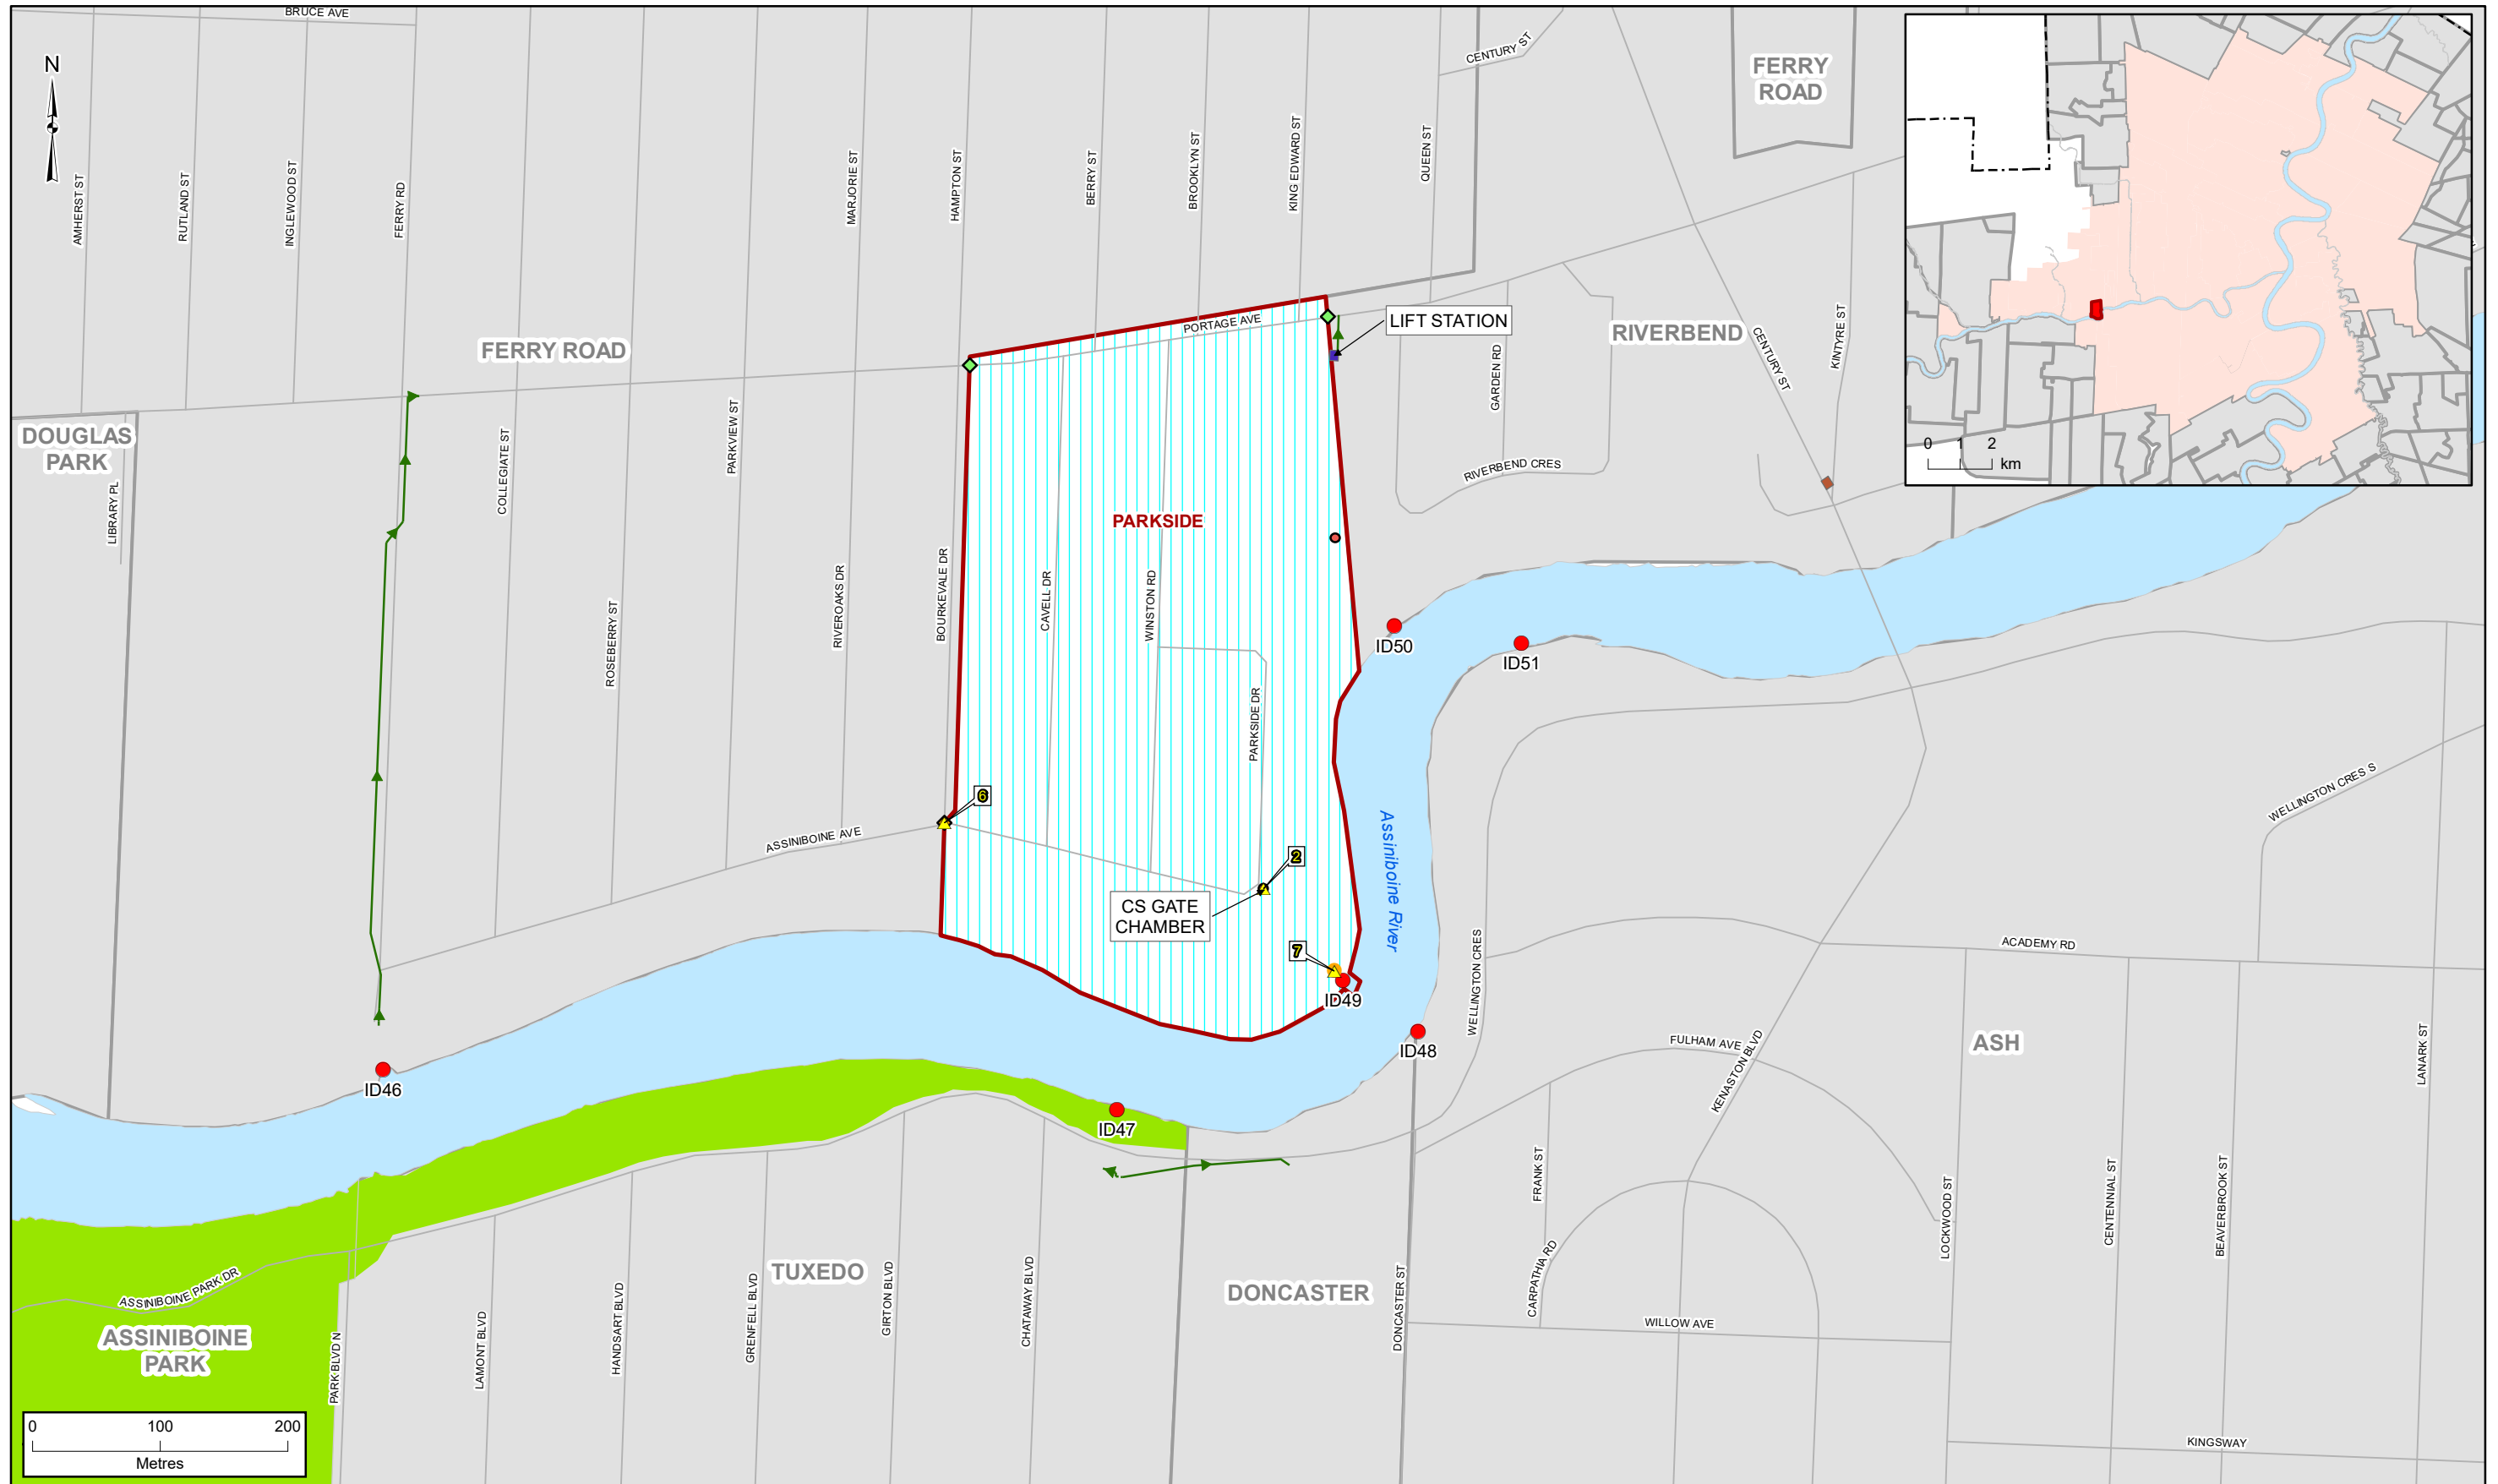 BRUCE AVE
N
AMHERST ST
RUTLAND ST
INGLEWOOD ST
FERRY RD
MARJORIE ST
HAMPTON ST
BERRY ST
BROOKLYN ST
KING EDWARD ST
QUEEN ST
CENTURY ST
FERRY
ROAD
0 1 2
km
FERRY ROAD
PORTAGE AVE
LIFT STATION
RIVERBEND
CENTURY ST
KINTYRE ST
GARDEN RD
RIVERBEND CRES
DOUGLAS
PARK
LIBRARY PL
COLLEGIATE ST
PARKVIEW ST
ROSEBERRY ST
RIVEROAKS DR
BOURKEVALE DR
PARKSIDE
CAVELL DR
WINSTON RD
PARKSIDE DR
ID50
ID51
6
ASSINIBOINE AVE
2
CS GATE
CHAMBER
7
ID49
Assiniboine River
WELLINGTON CRES
WELLINGTON CRES S
ACADEMY RD
ID48
FULHAM AVE
KENASTON BLVD
ASH
LANARK ST
ID46
ID47
FRANK ST
CARPATHIA RD
LOCKWOOD ST
CENTENNIAL ST
BEAVERBROOK ST
ASSINIBOINE PARK DR
ASSINIBOINE
PARK
PARK BLVD N
LAMONT BLVD
HANDSART BLVD
GRENFELL BLVD
TUXEDO
GIRTON BLVD
CHATAWAY BLVD
DONCASTER
DONCASTER ST
WILLOW AVE
KINGSWAY
0 100 200
Metres